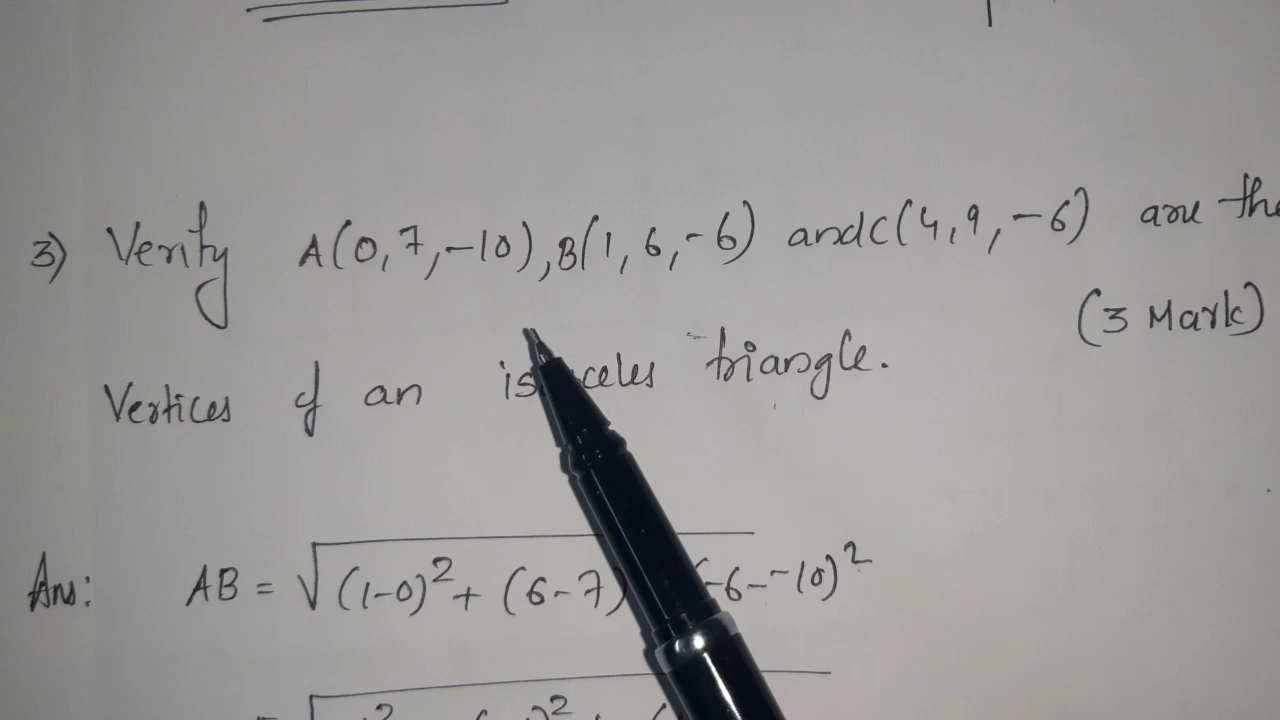 3) Verify A(0,7,-10), B(1,6,-6) and C(4,9,-6) are the
(3 Mark)
Vertices of an triangle.
Ans: AB = √(1-0)² + (6-7) -6--10)²